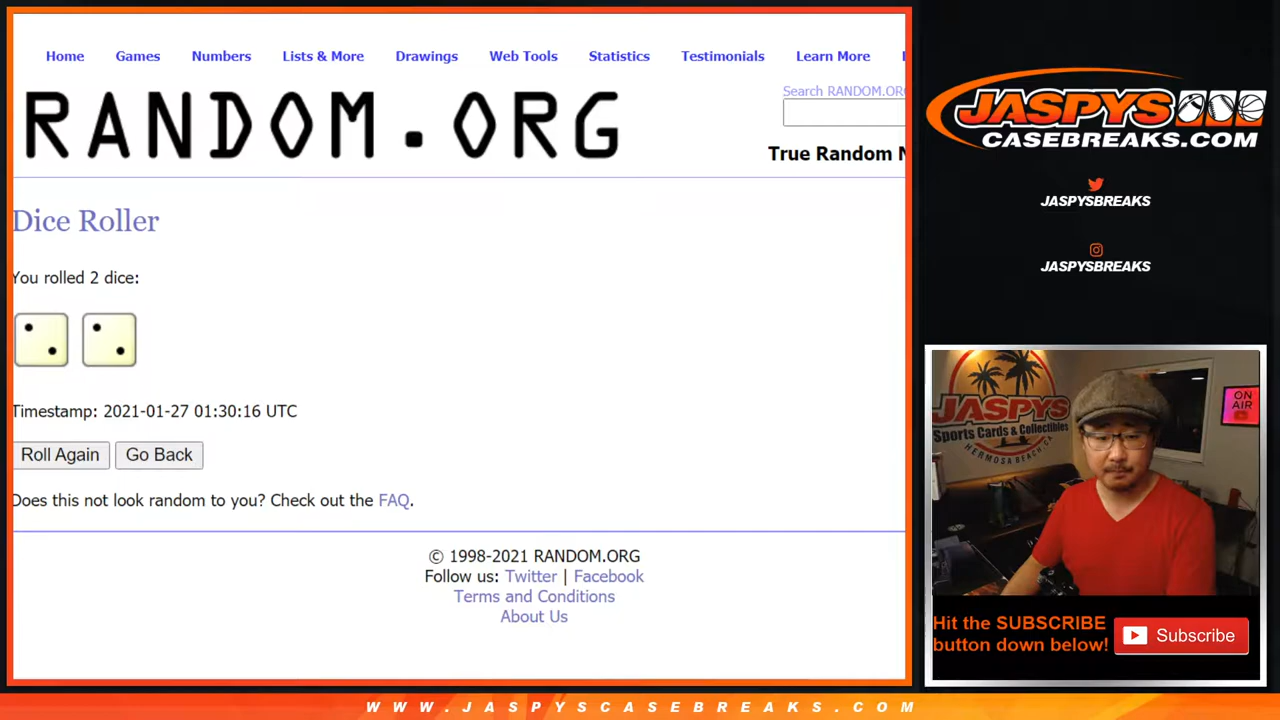 Home Games Numbers Lists & More Drawings Web Tools Statistics Testimonials Learn More
RANDOM.ORG
Search RANDOM.ORG
True Random N
Dice Roller
You rolled 2 dice:
Timestamp: 2021-01-27 01:30:16 UTC
Roll Again Go Back
Does this not look random to you? Check out the FAQ.
© 1998-2021 RANDOM.ORG
Follow us: Twitter | Facebook
Terms and Conditions
About Us
JASPYS
CASEBREAKS.COM
JASPYSBREAKS
JASPYSBREAKS
JASPYS
Sports Cards & Collectibles
HERMOSA BEACH, CA
ON
AIR
Hit the SUBSCRIBE
button down below!
Subscribe
WWW.JASPYSCASEBREAKS.COM